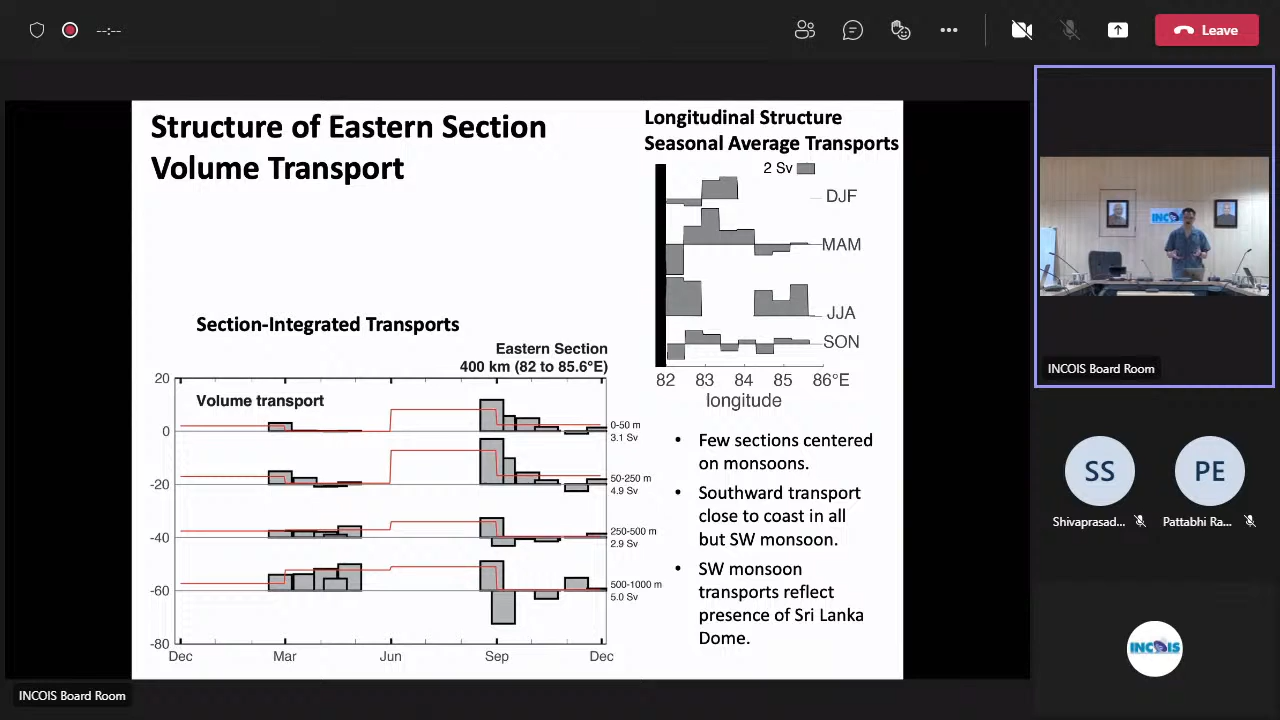 --:--
Leave
Structure of Eastern Section
Volume Transport
Longitudinal Structure
Seasonal Average Transports
2 Sv
DJF
MAM
JJA
SON
82 83 84 85 86°E
longitude
Section-Integrated Transports
Eastern Section
400 km (82 to 85.6°E)
Volume transport
20
0
-20
-40
-60
-80
0-50 m
3.1 Sv
50-250 m
4.9 Sv
250-500 m
2.9 Sv
500-1000 m
5.0 Sv
Dec Mar Jun Sep Dec
• Few sections centered
on monsoons.
• Southward transport
close to coast in all
but SW monsoon.
• SW monsoon
transports reflect
presence of Sri Lanka
Dome.
INCOIS Board Room
INCOIS Board Room
SS
PE
Shivaprasad...
Pattabhi Ra...
INCOIS